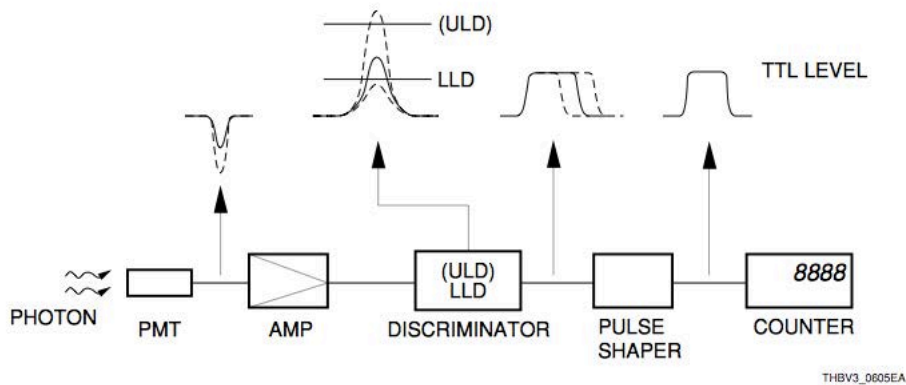 (ULD)
LLD
TTL LEVEL
(ULD)
LLD
8888
PHOTON
PMT
AMP
DISCRIMINATOR
PULSE
SHAPER
COUNTER
THBV3_0605EA